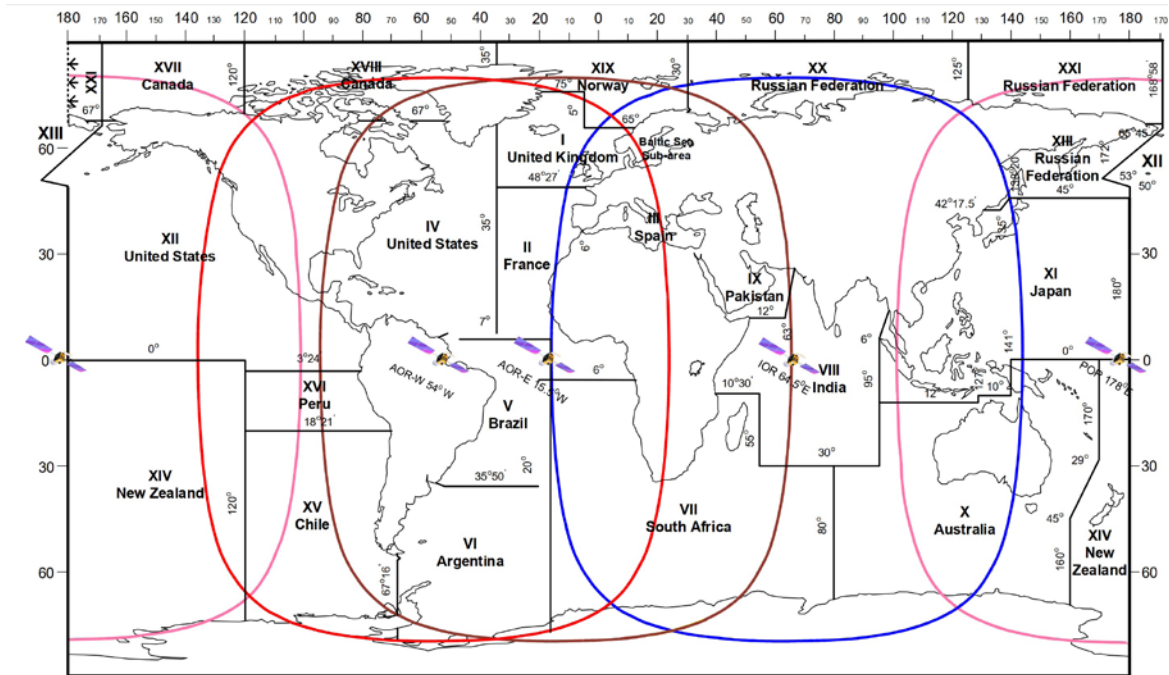 180 170 160 150 140 130 120 110 100 90 80 70 60 50 40 30 20 10 0 10 20 30 40 50 60 70 80 90 100 110 120 130 140 150 160 170 180 170
XXI
67°
XVII
Canada
120°
XVIII
Canada
67°
35°
XIX
Norway
75°
5°
65°
30°
XX
Russian Federation
125°
XXI
Russian Federation
168°58'
XIII
60
I
United Kingdom
48°27'
Baltic Sea
Sub-area
XIII
Russian
Federation
45°
172°
53°
50°
XII
60
42°17.5'
XII
United States
IV
United States
35°
II
France
III
Spain
6°
30
30
IX
Pakistan
12°
63°
XI
Japan
180°
7°
6°
0°
3°24'
AOR-W 54°W
AOR-E 15.5°W
IOR 64.5°E
VIII
India
95°
141°
0°
POR 178°E
0
0
XVI
Peru
18°21'
6°
10°30'
12°
127°
10°
V
Brazil
170°
55°
20°
35°50'
30°
29°
30
30
XIV
New Zealand
120°
XV
Chile
VI
Argentina
67°16'
VII
South Africa
80°
X
Australia
45°
160°
XIV
New
Zealand
60
60